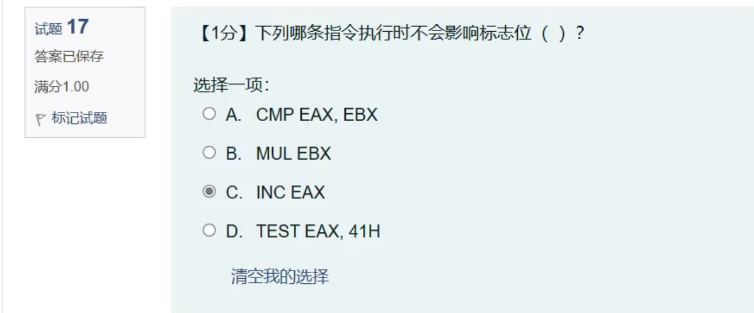 试题 17
答案已保存
满分1.00
标记试题
【1分】下列哪条指令执行时不会影响标志位（ ）?
选择一项:
A. CMP EAX, EBX
B. MUL EBX
C. INC EAX
D. TEST EAX, 41H
清空我的选择